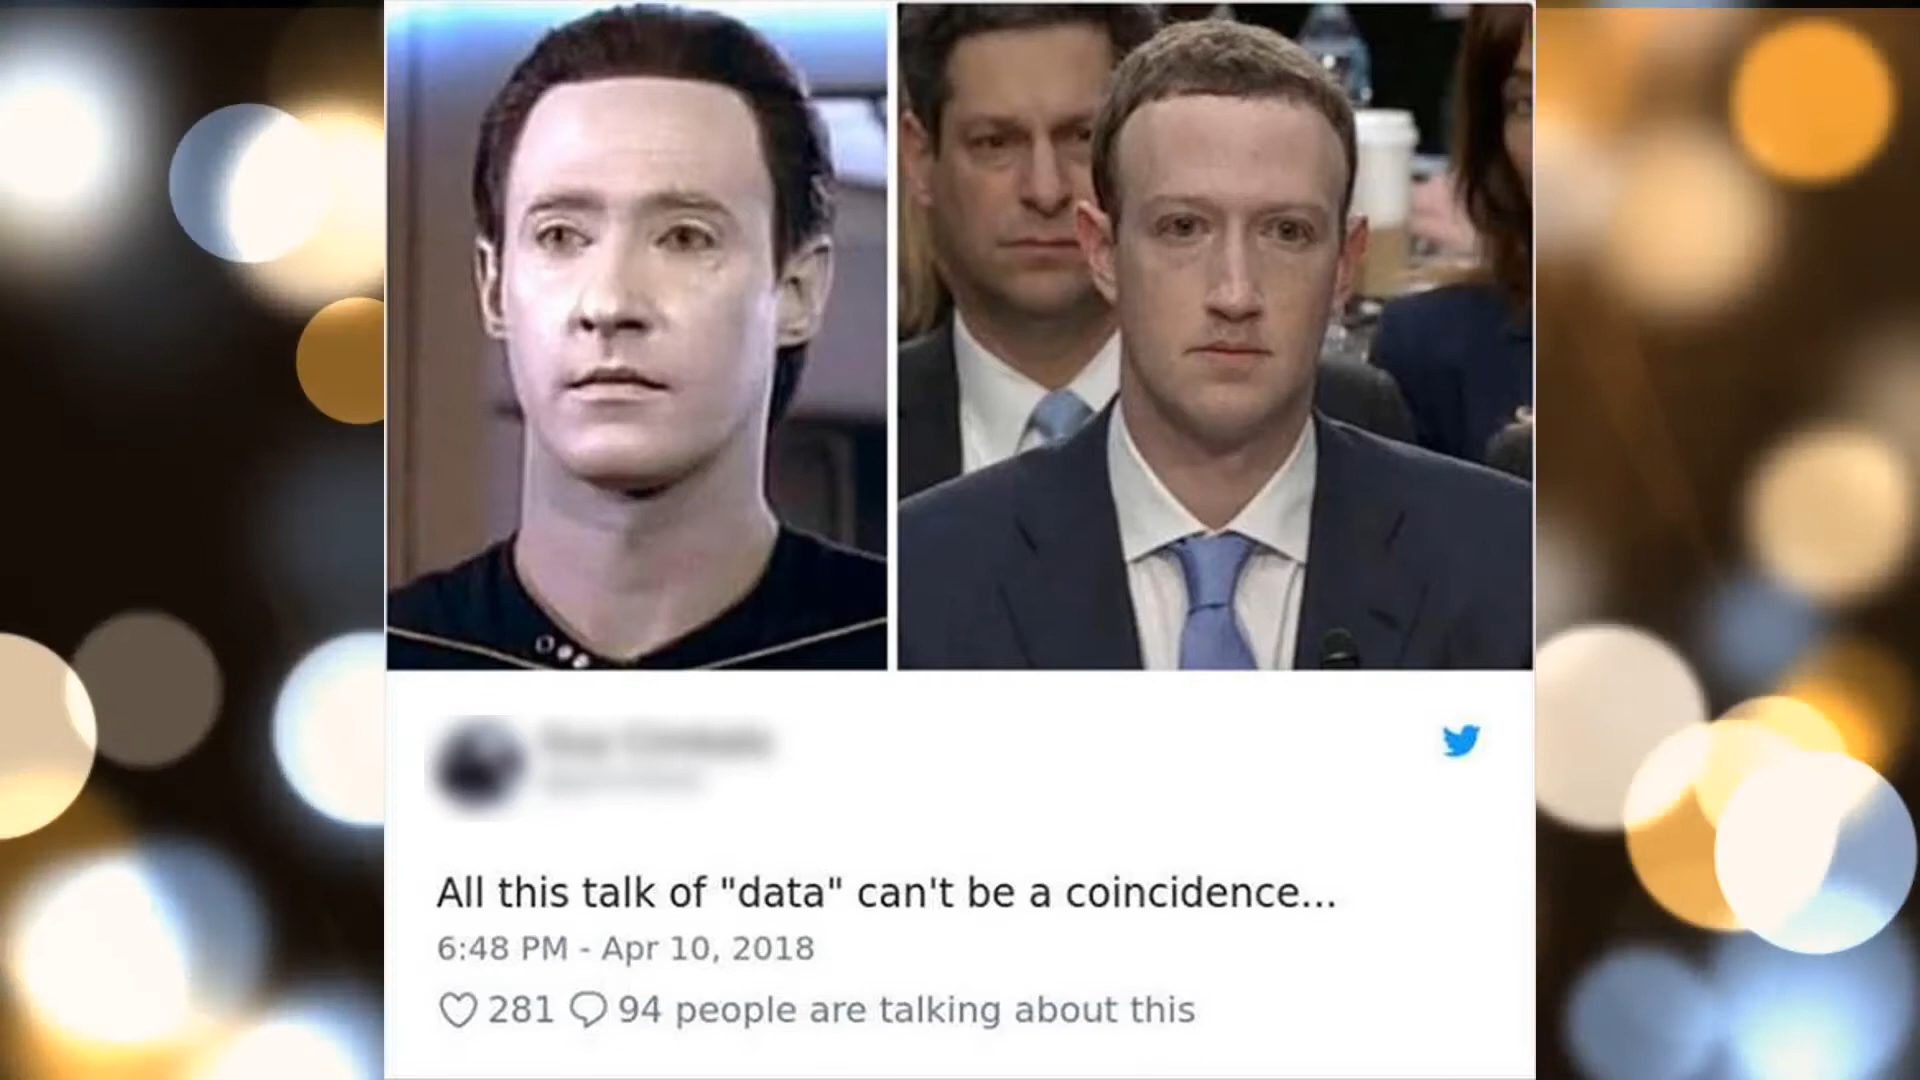 All this talk of "data" can't be a coincidence...
6:48 PM - Apr 10, 2018
281 94 people are talking about this